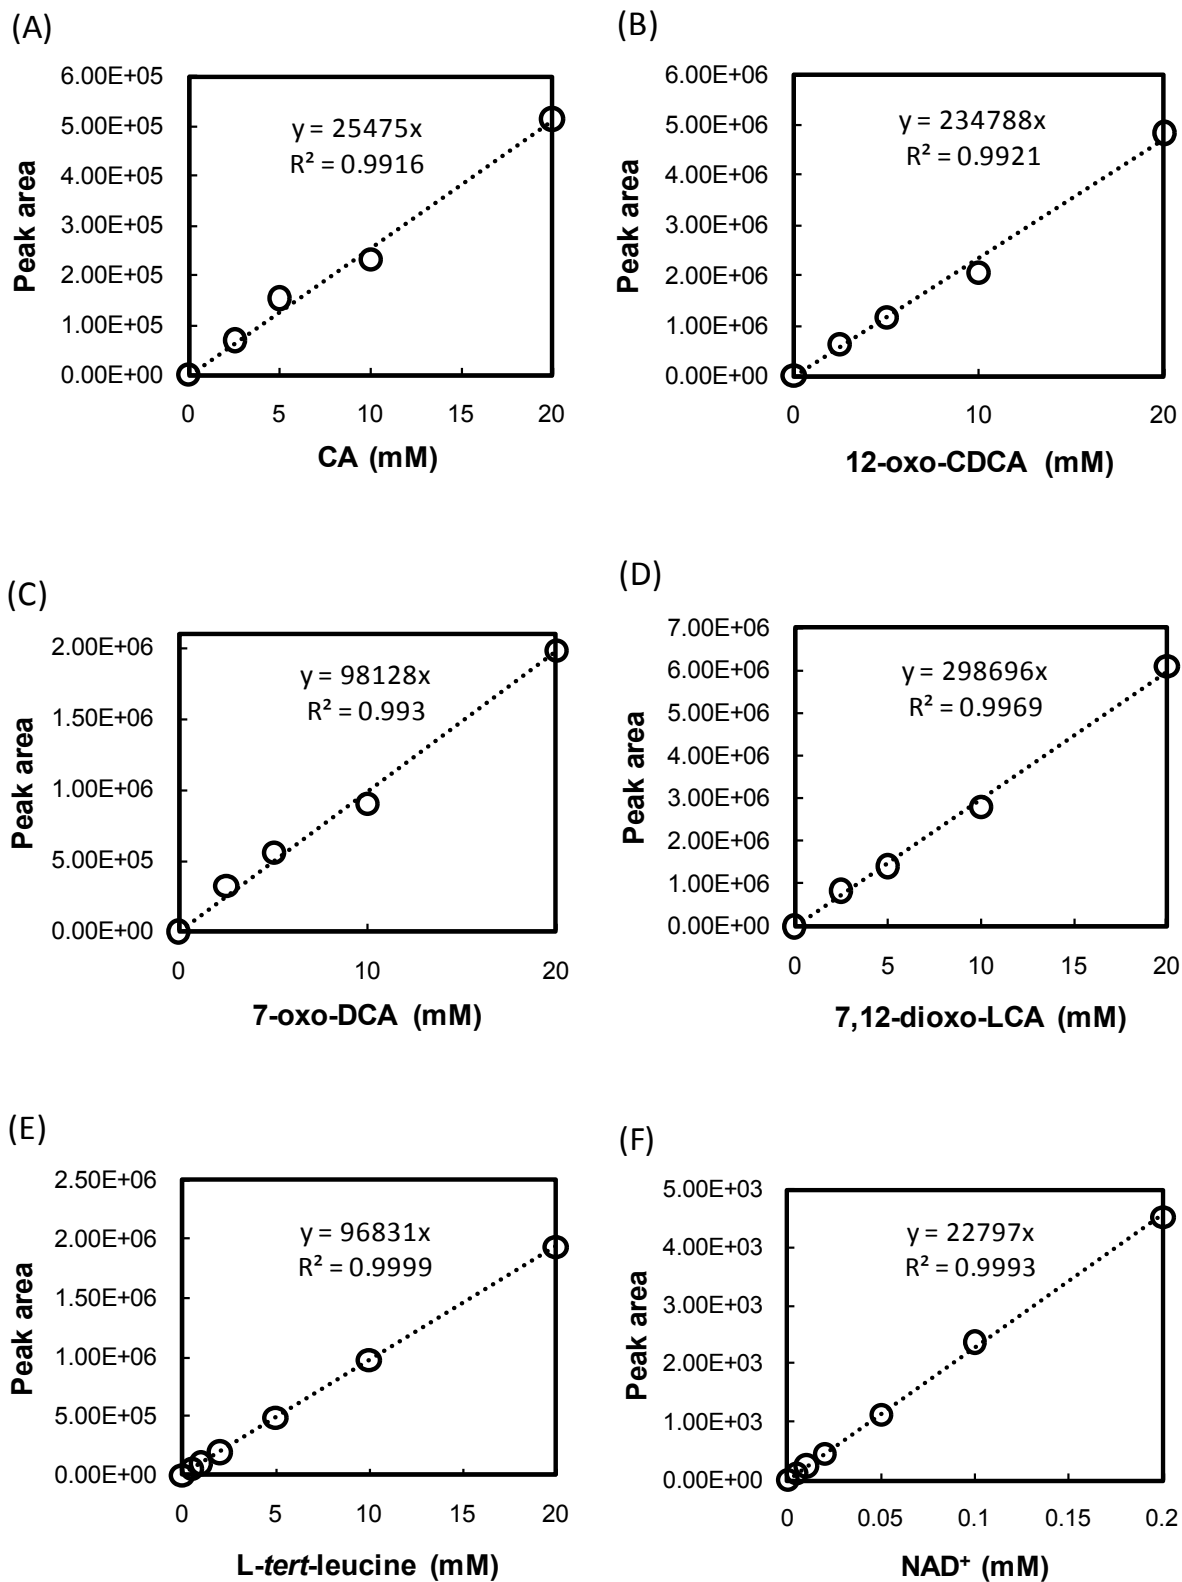 (A)
6.00E+05
5.00E+05
4.00E+05
3.00E+05
2.00E+05
1.00E+05
0.00E+00
Peak area
y = 25475x
R² = 0.9916
0 5 10 15 20
CA (mM)
(B)
6.00E+06
5.00E+06
4.00E+06
3.00E+06
2.00E+06
1.00E+06
0.00E+00
Peak area
y = 234788x
R² = 0.9921
0 10 20
12-oxo-CDCA (mM)
(C)
2.00E+06
1.50E+06
1.00E+06
5.00E+05
0.00E+00
Peak area
y = 98128x
R² = 0.993
0 10 20
7-oxo-DCA (mM)
(D)
7.00E+06
6.00E+06
5.00E+06
4.00E+06
3.00E+06
2.00E+06
1.00E+06
0.00E+00
Peak area
y = 298696x
R² = 0.9969
0 5 10 15 20
7,12-dioxo-LCA (mM)
(E)
2.50E+06
2.00E+06
1.50E+06
1.00E+06
5.00E+05
0.00E+00
Peak area
y = 96831x
R² = 0.9999
0 5 10 15 20
L-tert-leucine (mM)
(F)
5.00E+03
4.00E+03
3.00E+03
2.00E+03
1.00E+03
0.00E+00
Peak area
y = 22797x
R² = 0.9993
0 0.05 0.1 0.15 0.2
NAD⁺ (mM)